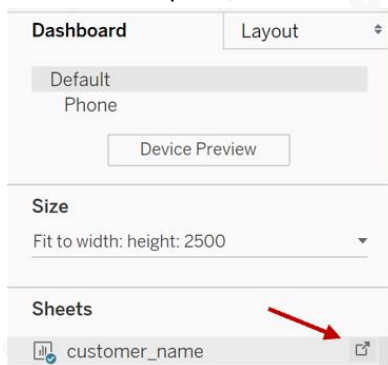 Dashboard Layout
Default
Phone
Device Preview
Size
Fit to width: height: 2500
Sheets
customer_name